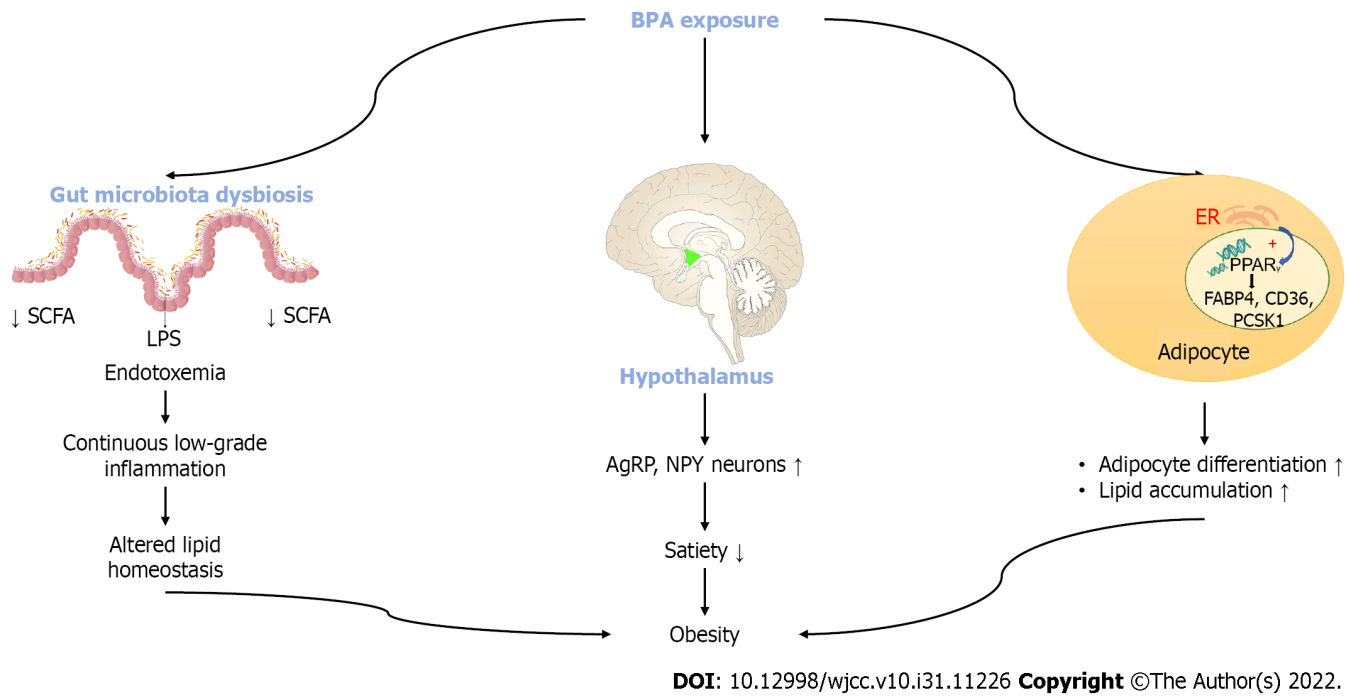 BPA exposure
Gut microbiota dysbiosis
↓ SCFA
↓ SCFA
LPS
Endotoxemia
Continuous low-grade
inflammation
Altered lipid
homeostasis
Hypothalamus
AgRP, NPY neurons ↑
Satiety ↓
Obesity
ER
+
PPARγ
FABP4, CD36,
PCSK1
Adipocyte
• Adipocyte differentiation ↑
• Lipid accumulation ↑
DOI: 10.12998/wjcc.v10.i31.11226 Copyright ©The Author(s) 2022.